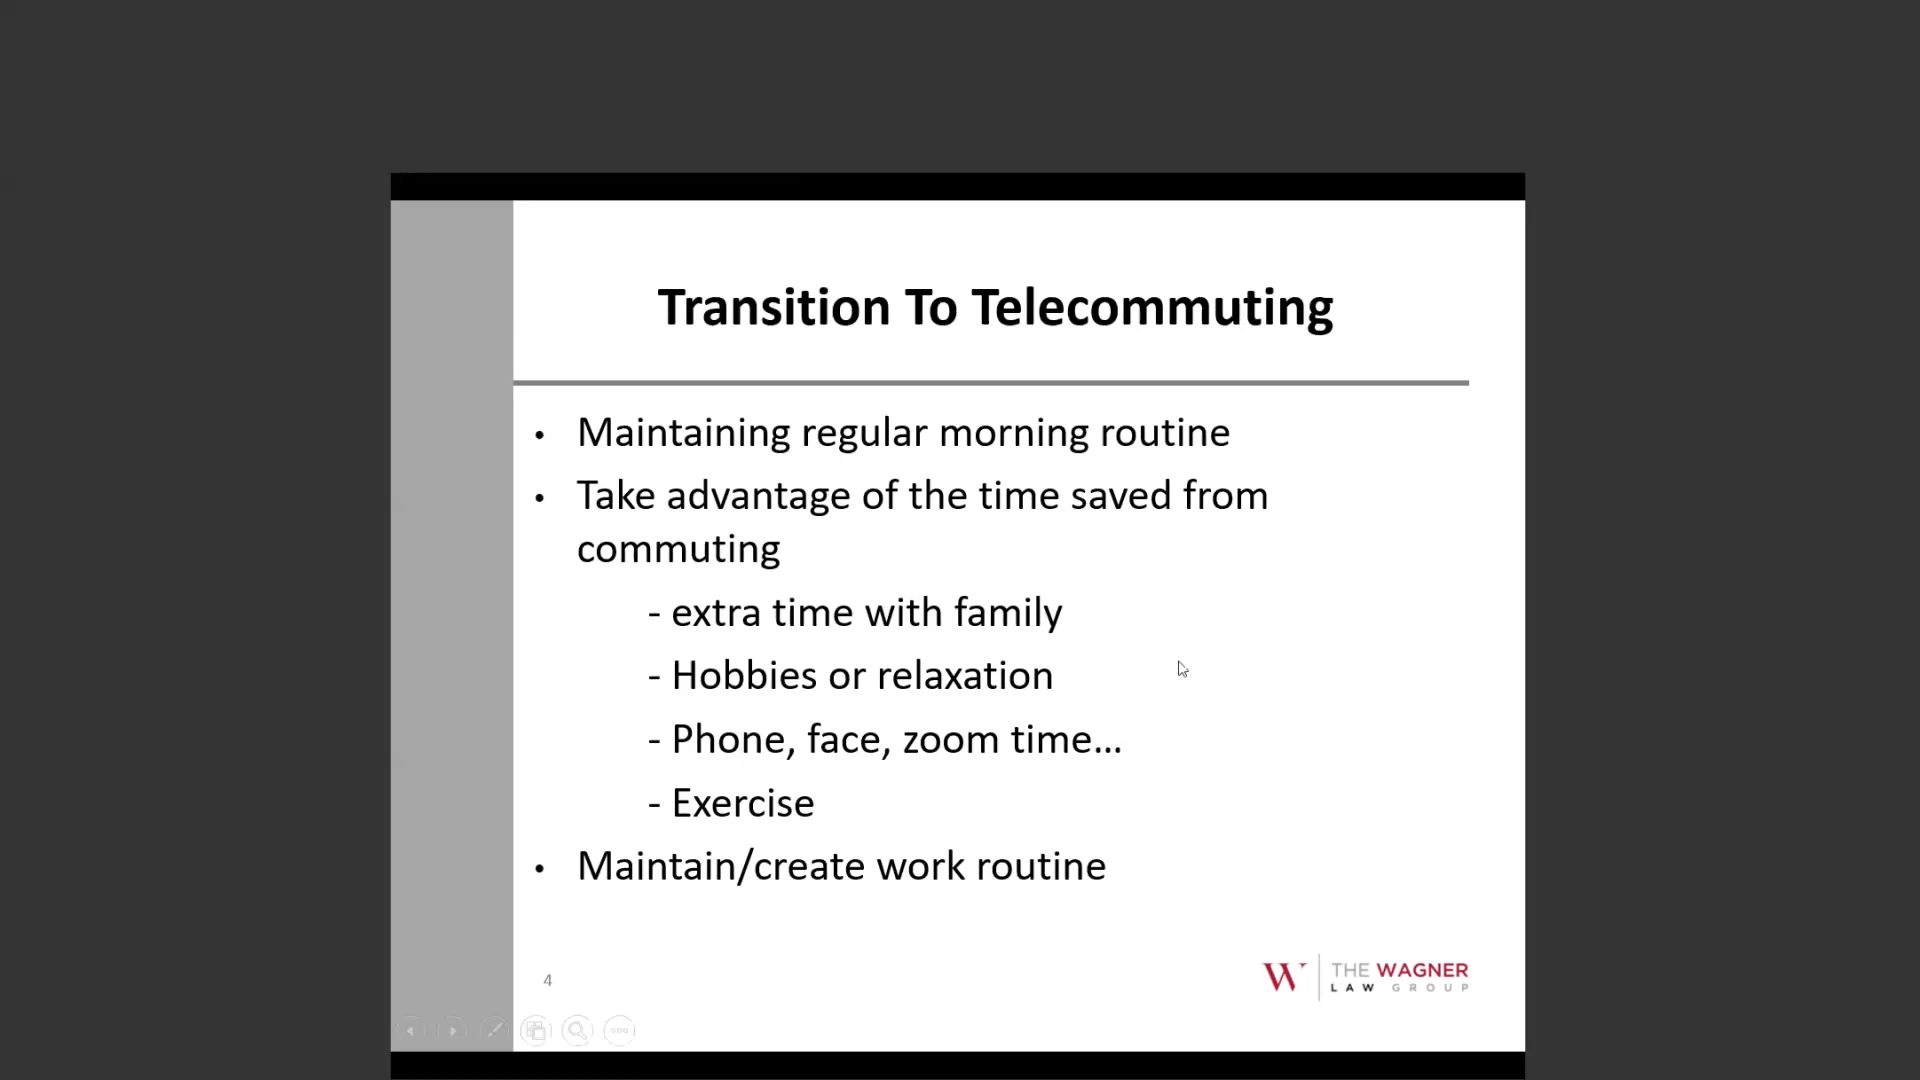 Transition To Telecommuting
• Maintaining regular morning routine
• Take advantage of the time saved from
commuting
- extra time with family
- Hobbies or relaxation
- Phone, face, zoom time...
- Exercise
• Maintain/create work routine
4
W THE WAGNER
LAW GROUP